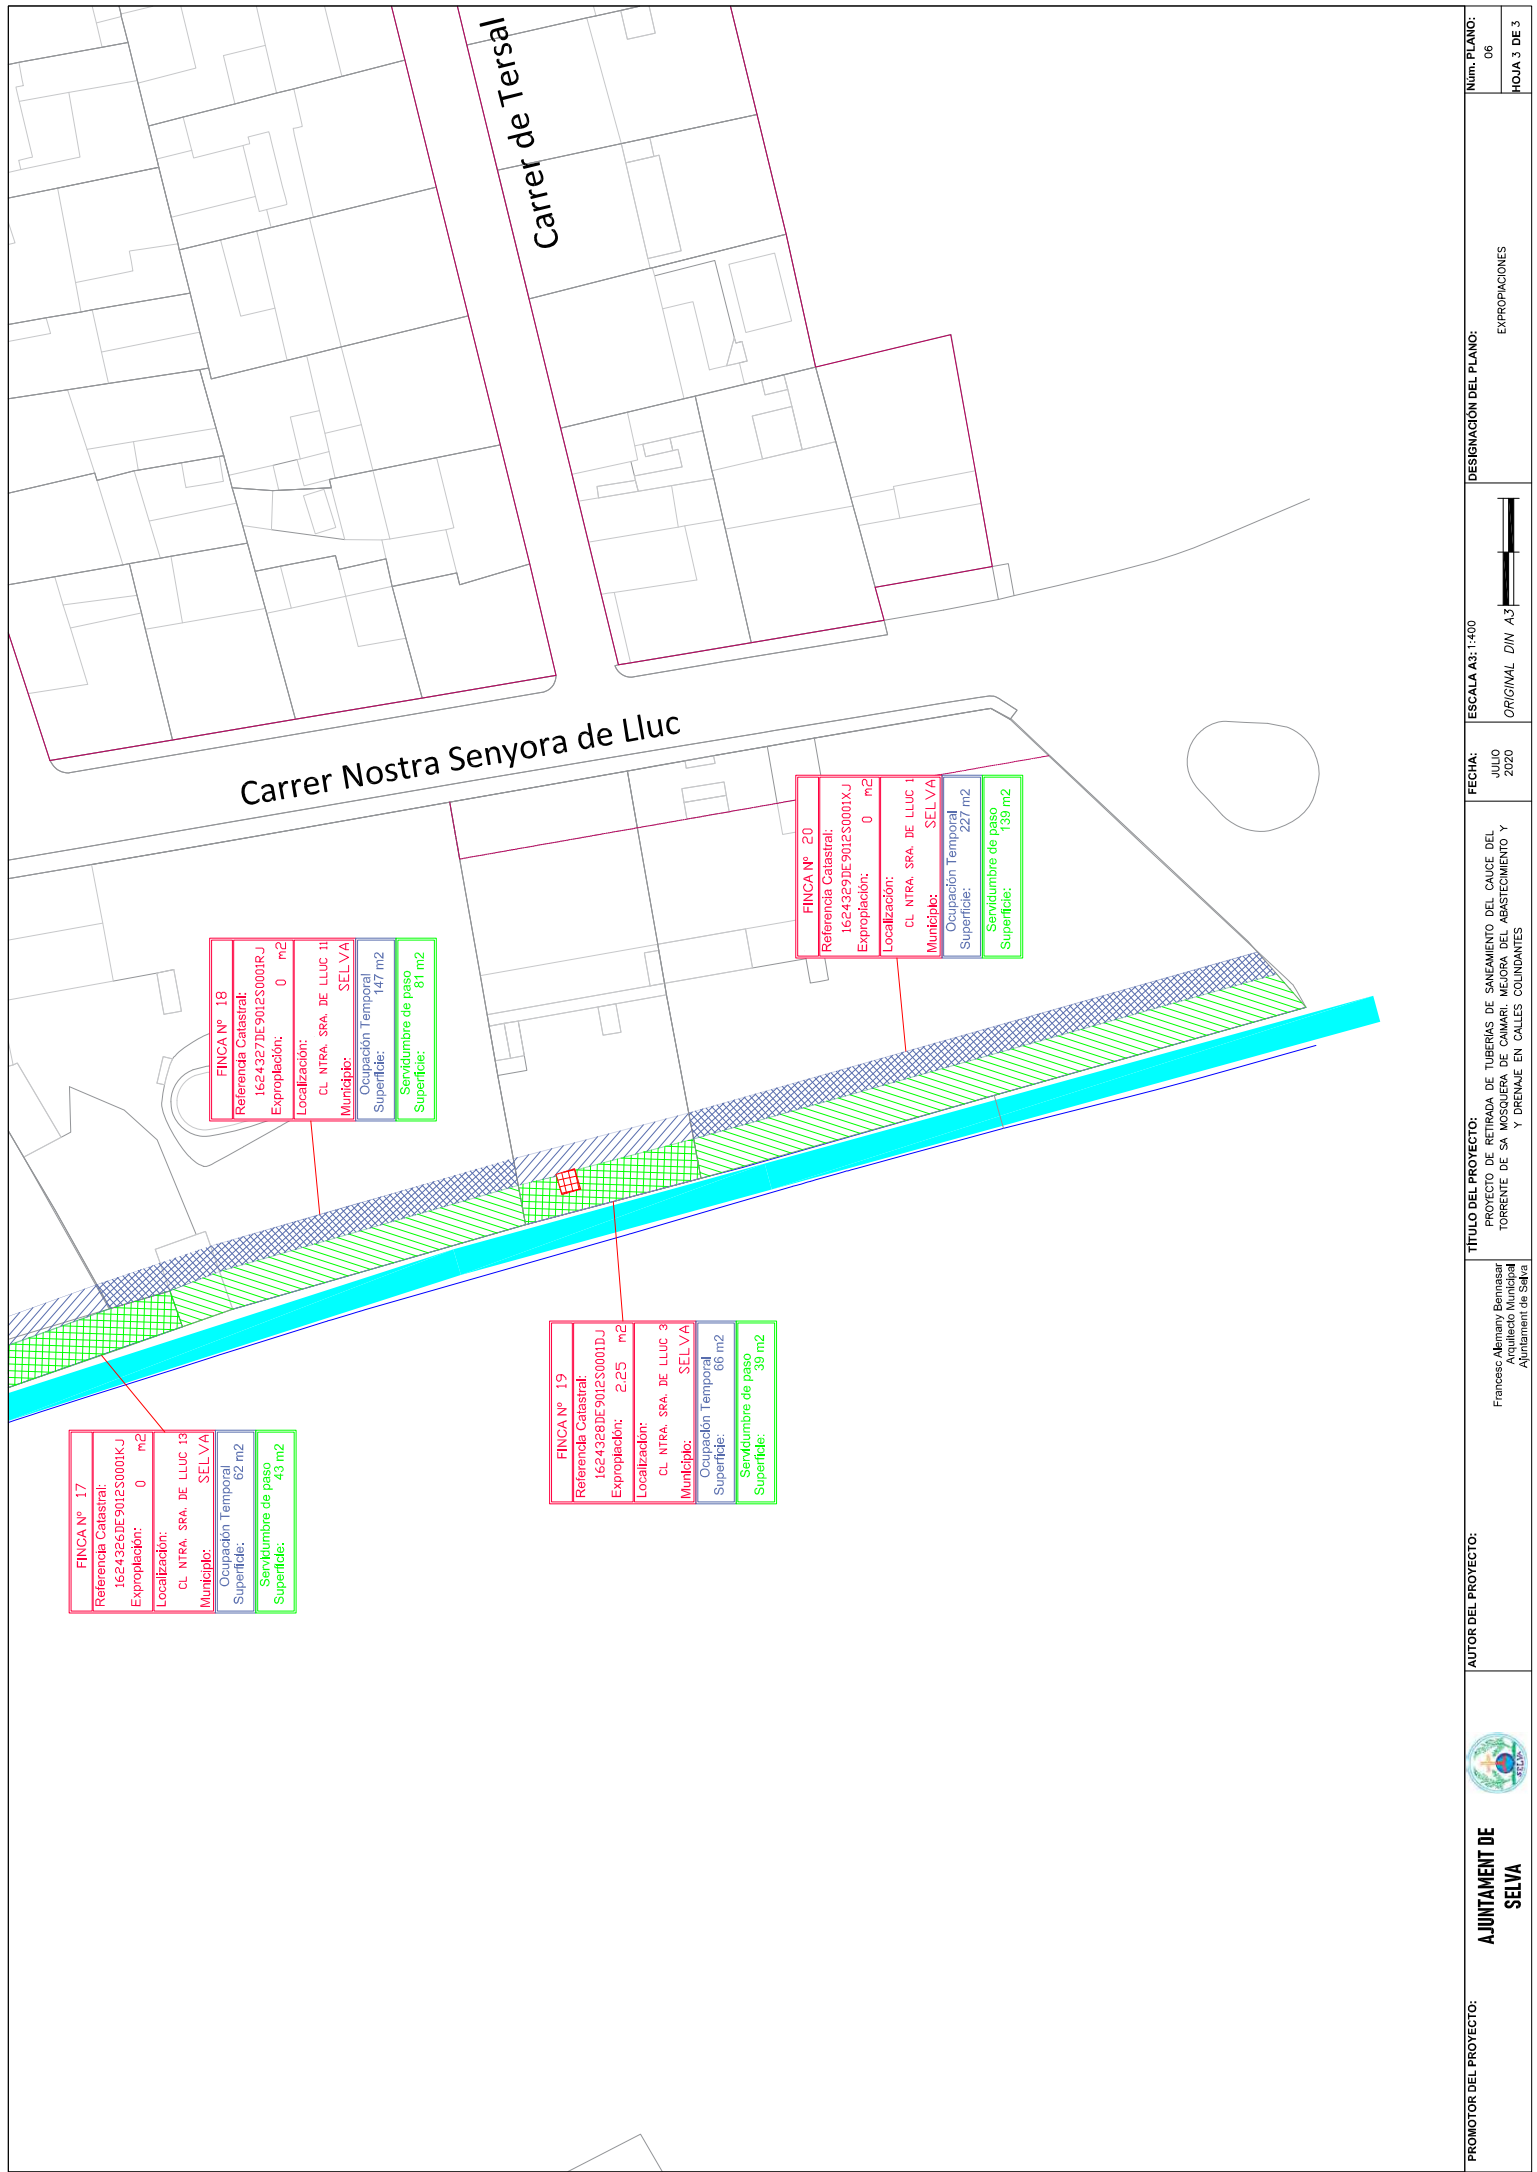 Carrer de Tersal
Carrer Nostra Senyora de Lluc
FINCA Nº 17
Referencia Catastral:
1624326DE9012S0001KJ
Expropiación: 0 m2
Localización:
CL NTRA. SRA. DE LLUC 13
Municipio: SELVA
Ocupación Temporal
Superficie: 62 m2
Servidumbre de paso
Superficie: 43 m2
FINCA Nº 18
Referencia Catastral:
1624327DE9012S0001RJ
Expropiación: 0 m2
Localización:
CL NTRA. SRA. DE LLUC 11
Municipio: SELVA
Ocupación Temporal
Superficie: 147 m2
Servidumbre de paso
Superficie: 81 m2
FINCA Nº 19
Referencia Catastral:
1624328DE9012S0001DJ
Expropiación: 2.25 m2
Localización:
CL NTRA. SRA. DE LLUC 3
Municipio: SELVA
Ocupación Temporal
Superficie: 66 m2
Servidumbre de paso
Superficie: 39 m2
FINCA Nº 20
Referencia Catastral:
1624329DE9012S0001XJ
Expropiación: 0 m2
Localización:
CL NTRA. SRA. DE LLUC 1
Municipio: SELVA
Ocupación Temporal
Superficie: 227 m2
Servidumbre de paso
Superficie: 139 m2
PROMOTOR DEL PROYECTO:
AJUNTAMENT DE
SELVA
SELVA
AUTOR DEL PROYECTO:
Francesc Alemany Bennasar
Arquitecto Municipal
Ajuntament de Selva
TÍTULO DEL PROYECTO:
PROYECTO DE RETIRADA DE TUBERÍAS DE SANEAMIENTO DEL CAUCE DEL
TORRENTE DE SA MOSQUERA DE CAIMARI. MEJORA DEL ABASTECIMIENTO Y
Y DRENAJE EN CALLES COLINDANTES
FECHA:
JULIO
2020
ESCALA A3: 1:400
ORIGINAL DIN A3
DESIGNACIÓN DEL PLANO:
EXPROPIACIONES
Núm. PLANO:
06
HOJA 3 DE 3